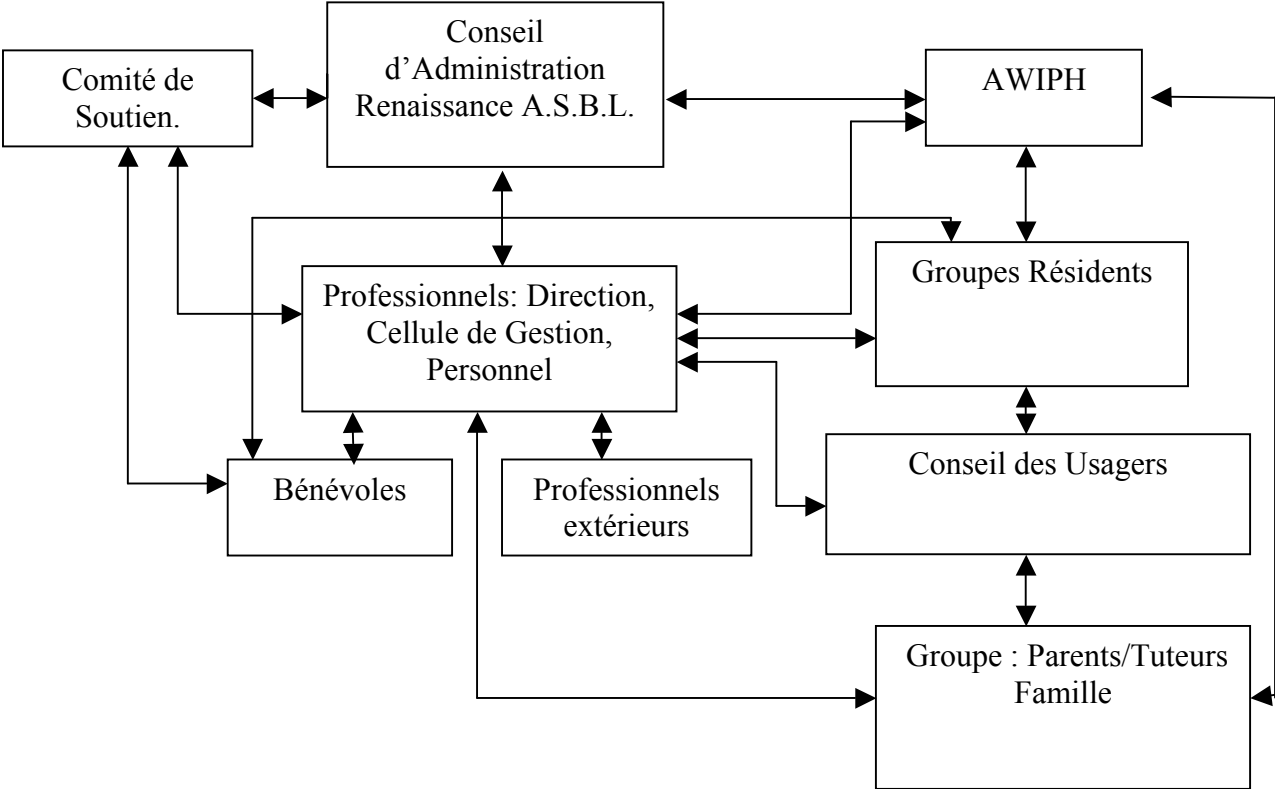 Comité de
Soutien.
Conseil
d’Administration
Renaissance A.S.B.L.
AWIPH
Professionnels: Direction,
Cellule de Gestion,
Personnel
Groupes Résidents
Bénévoles
Professionnels
extérieurs
Conseil des Usagers
Groupe : Parents/Tuteurs
Famille